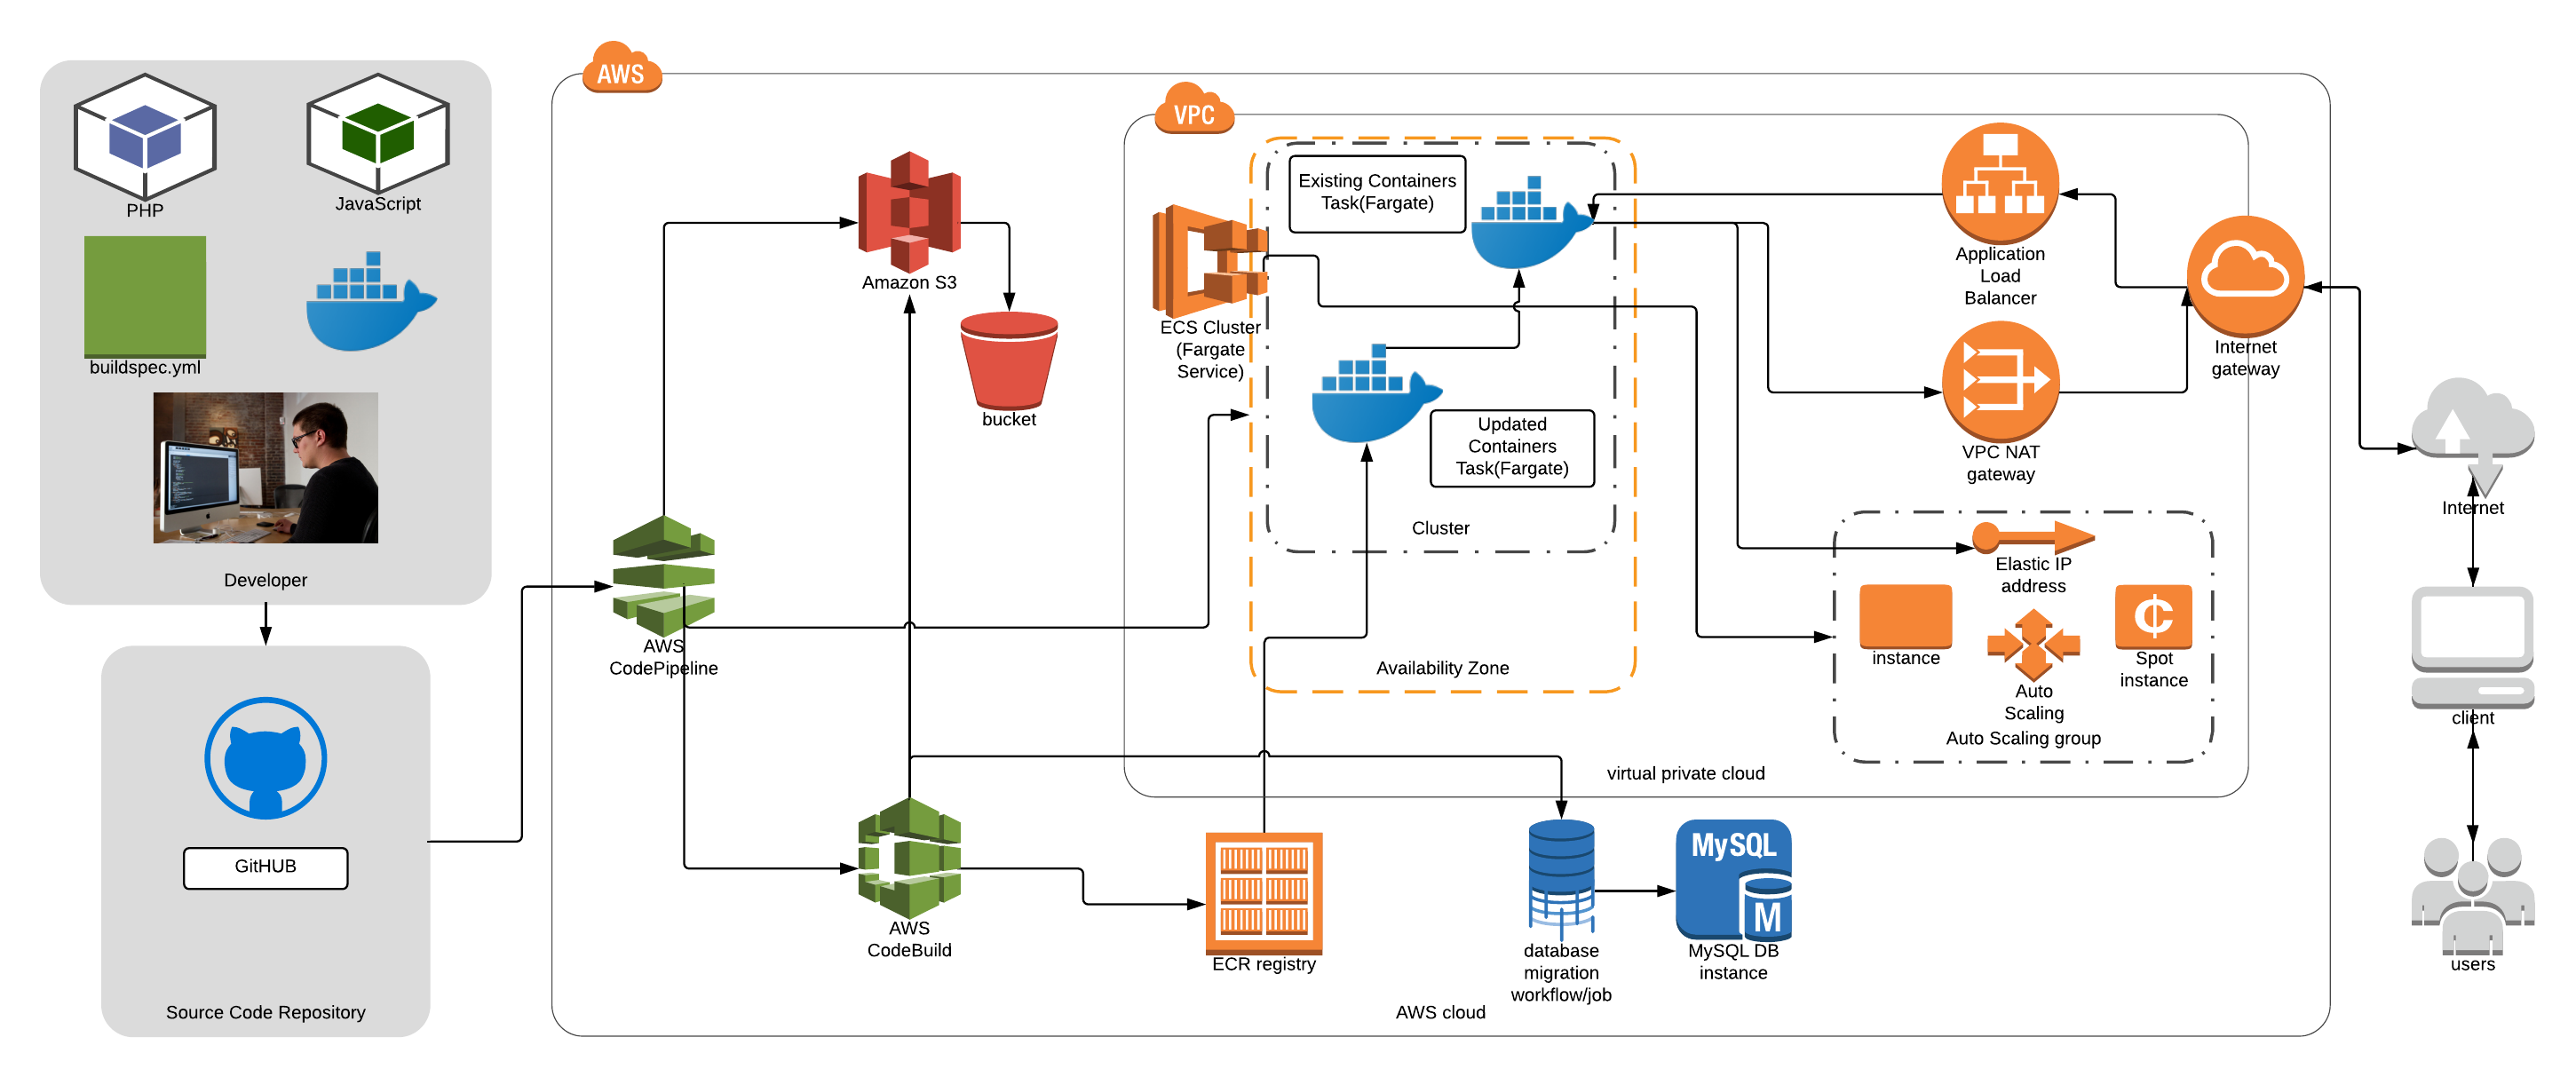 PHP
JavaScript
buildspec.yml
Developer
GitHUB
Source Code Repository
AWS
AWS
CodePipeline
Amazon S3
bucket
AWS
CodeBuild
ECR registry
VPC
ECS Cluster
(Fargate
Service)
Existing Containers
Task(Fargate)
Updated
Containers
Task(Fargate)
Cluster
Availability Zone
Application
Load
Balancer
VPC NAT
gateway
Internet
gateway
Elastic IP
address
instance
Auto
Scaling
¢
Spot
instance
Auto Scaling group
virtual private cloud
database
migration
workflow/job
MySQL
M
MySQL DB
instance
AWS cloud
Internet
client
users